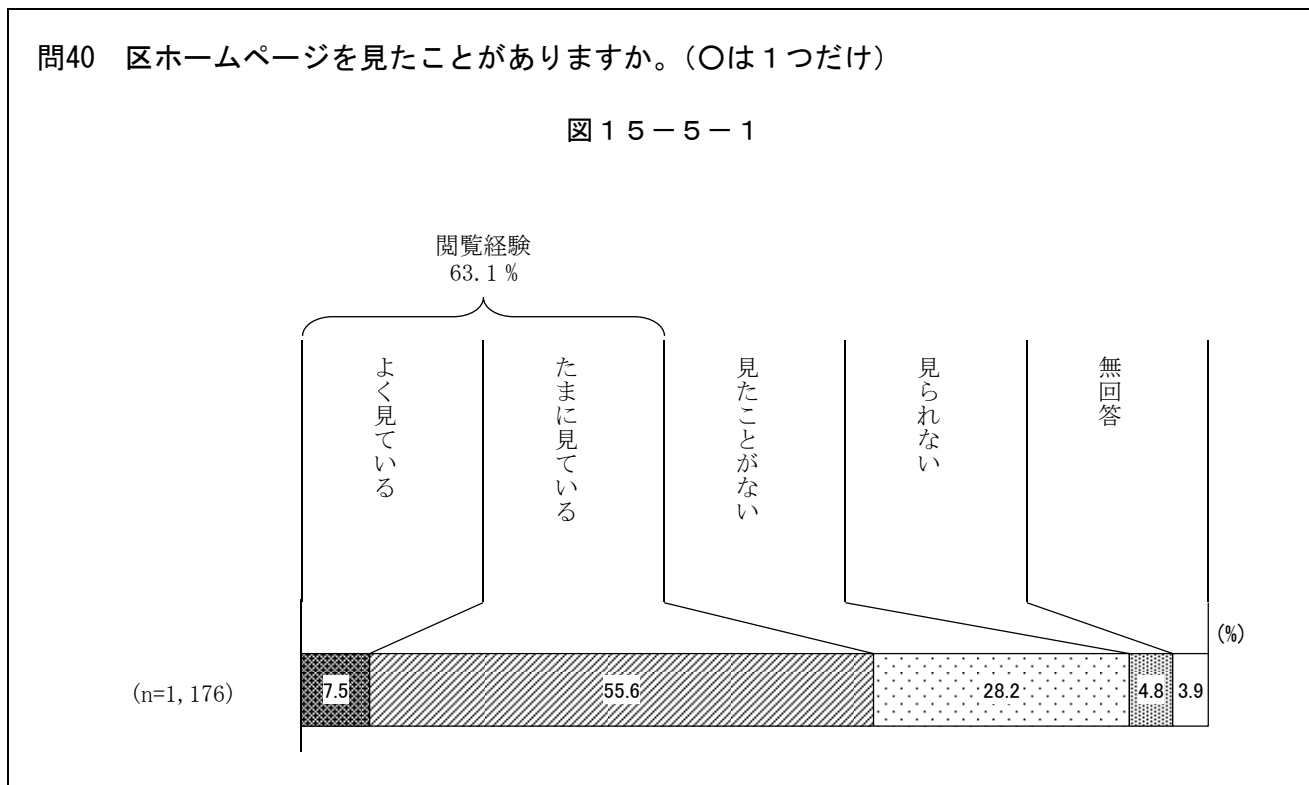 問40　区ホームページを見たことがありますか。（○は１つだけ）
図１５－５－１
閲覧経験
63.1％
よく見ている
たまに見ている
見たことがない
見られない
無回答
(%)
(n=1,176)
7.5
55.6
28.2
4.8
3.9